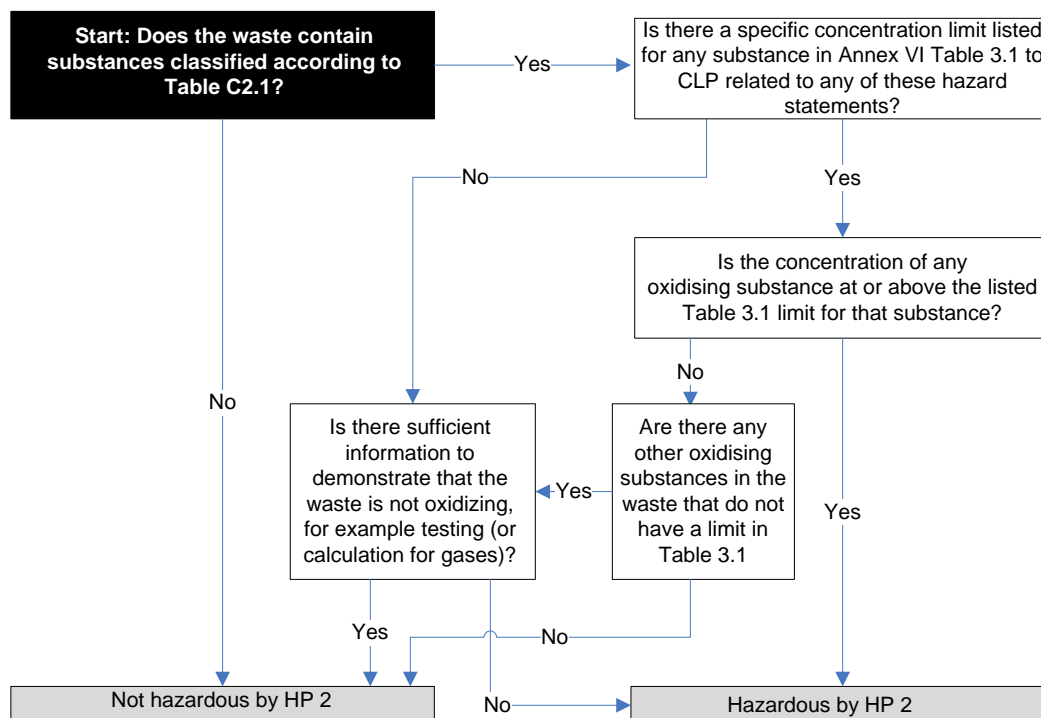 Start: Does the waste contain
substances classified according to
Table C2.1?
Yes
Is there a specific concentration limit listed
for any substance in Annex VI Table 3.1 to
CLP related to any of these hazard
statements?
No
Yes
Is the concentration of any
oxidising substance at or above the listed
Table 3.1 limit for that substance?
No
No
Is there sufficient
information to
demonstrate that the
waste is not oxidizing,
for example testing (or
calculation for gases)?
Yes
Are there any
other oxidising
substances in the
waste that do not
have a limit in
Table 3.1
Yes
Yes
No
Not hazardous by HP 2
No
Hazardous by HP 2